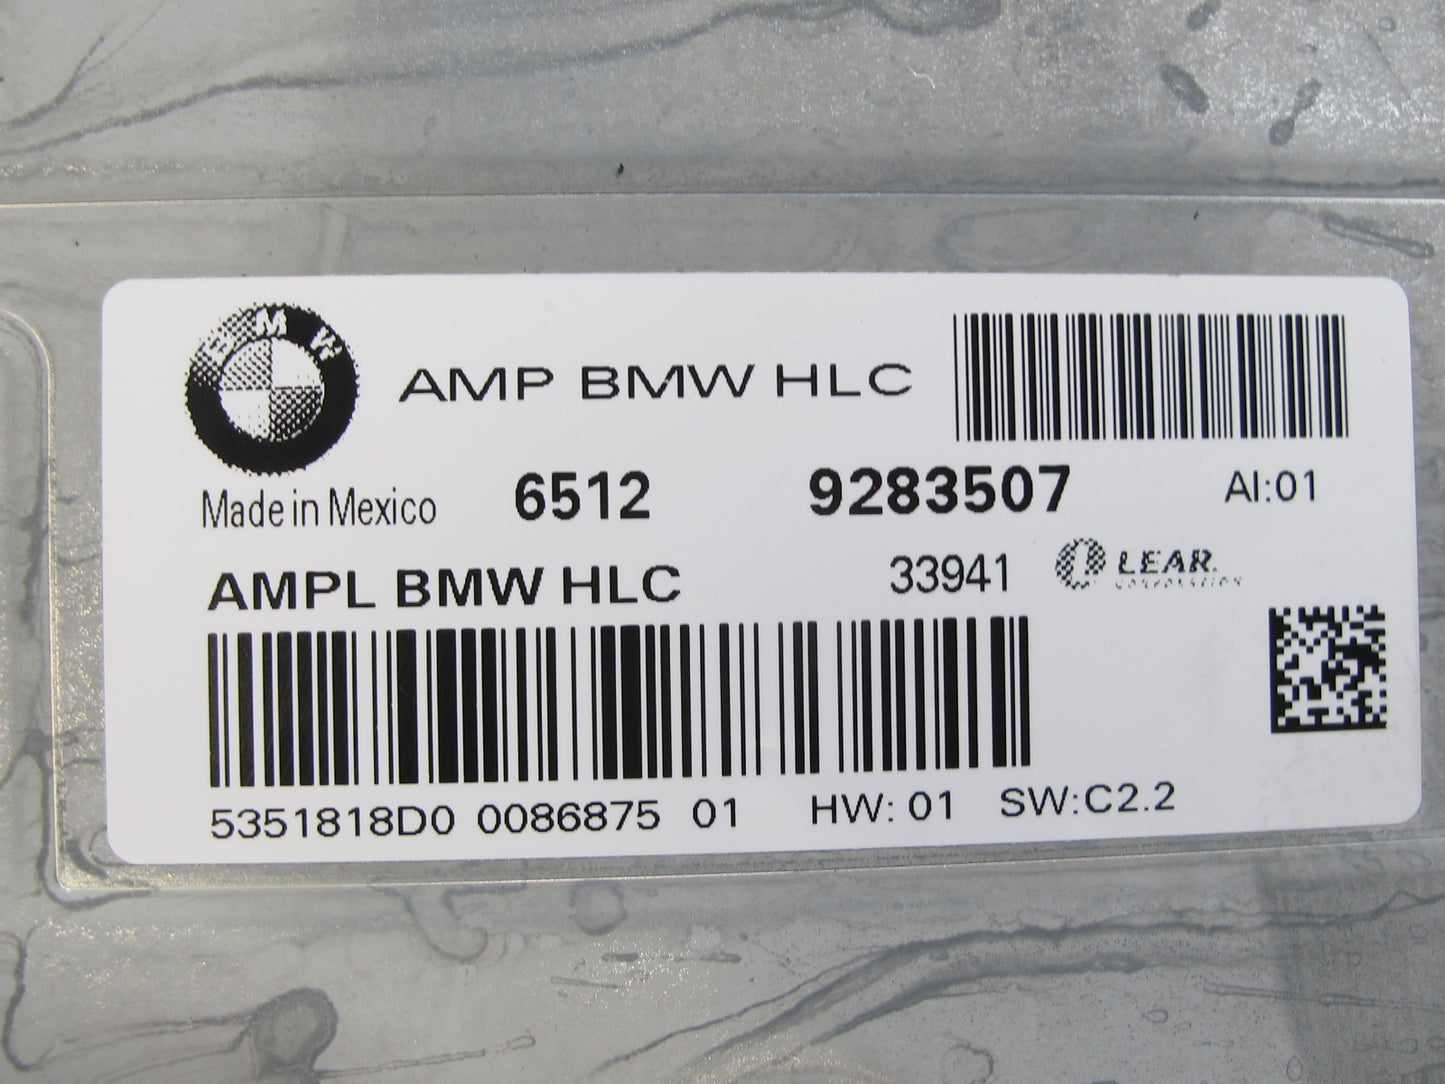 BMW
AMP BMW HLC
Made in Mexico 6512 9283507 AI:01
AMPL BMW HLC 33941 LEAR.
CORPORATION
5351818D0 0086875 01 HW: 01 SW:C2.2